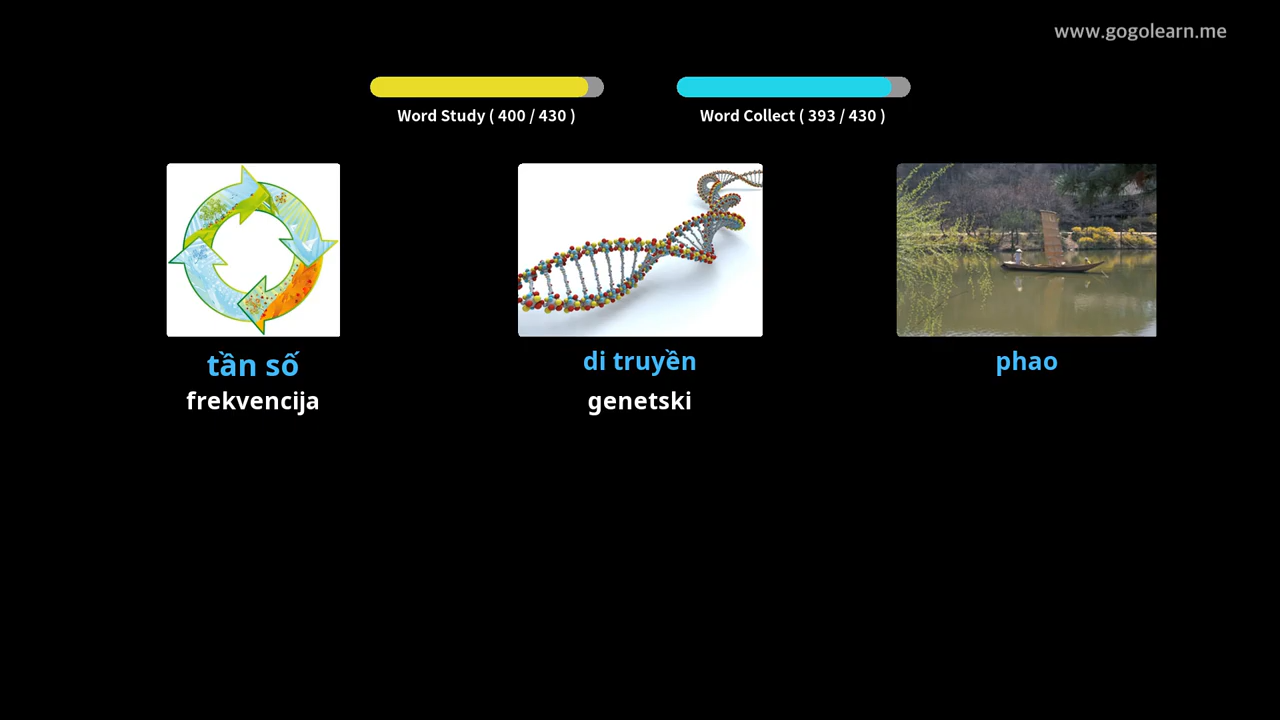 www.gogolearn.me
Word Study ( 400 / 430 )
Word Collect ( 393 / 430 )
tần số
di truyền
phao
frekvencija
genetski